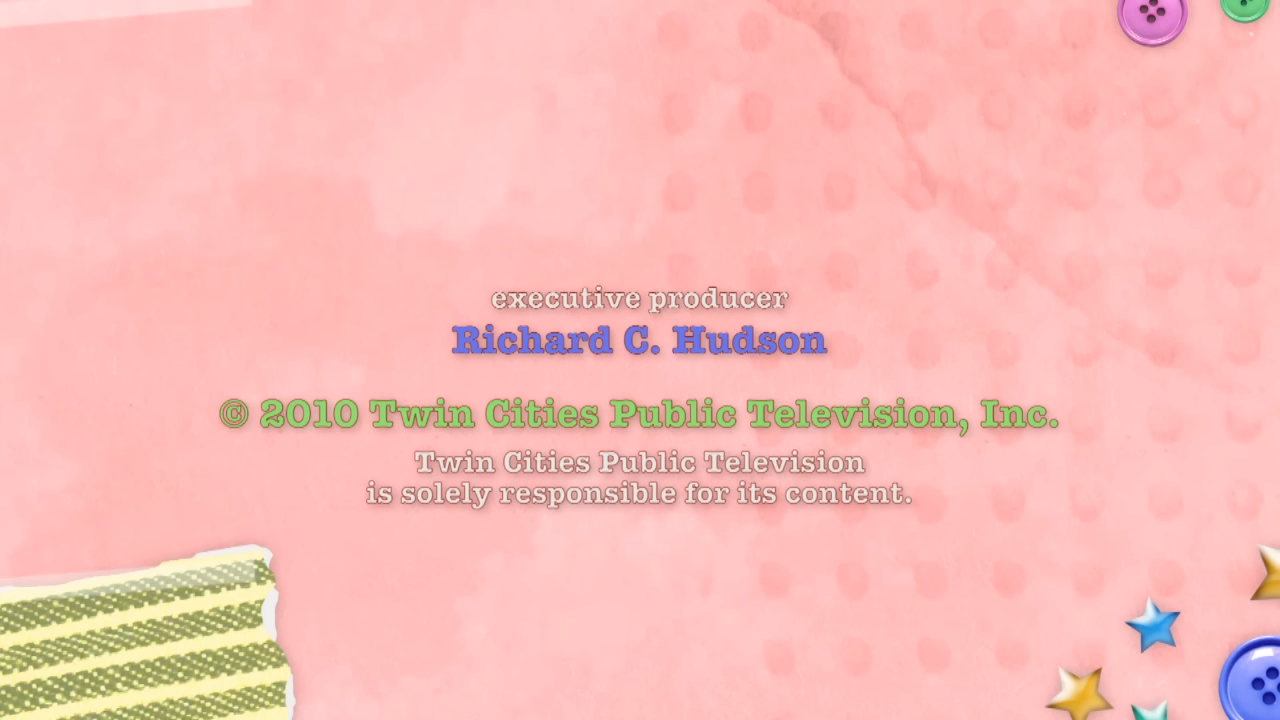 executive producer
Richard C. Hudson
© 2010 Twin Cities Public Television, Inc.
Twin Cities Public Television
is solely responsible for its content.